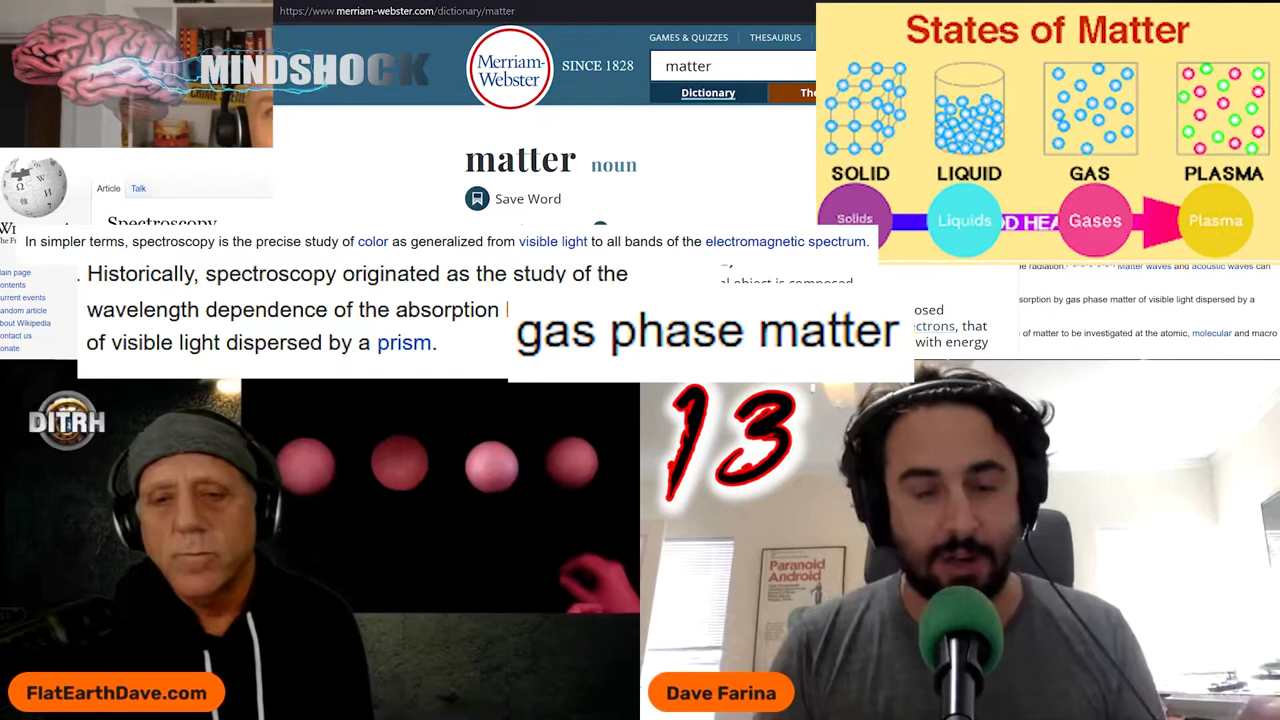 https://www.merriam-webster.com/dictionary/matter
MINDSHOCK
CRIME SCENE
Merriam-
Webster
SINCE 1828
GAMES & QUIZZES
THESAURUS
matter
Dictionary
matter noun
Save Word
States of Matter
SOLID
LIQUID
GAS
PLASMA
Solids
Liquids
Gases
Plasma
Article
Talk
Spectroscopy
In simpler terms, spectroscopy is the precise study of color as generalized from visible light to all bands of the electromagnetic spectrum.
Historically, spectroscopy originated as the study of the
wavelength dependence of the absorption
of visible light dispersed by a prism.
gas phase matter
with energy
Matter waves and acoustic waves can
gas phase matter of visible light dispersed by a
of matter to be investigated at the atomic, molecular and macro
DITRH
13
Paranoid
Android
FlatEarthDave.com
Dave Farina